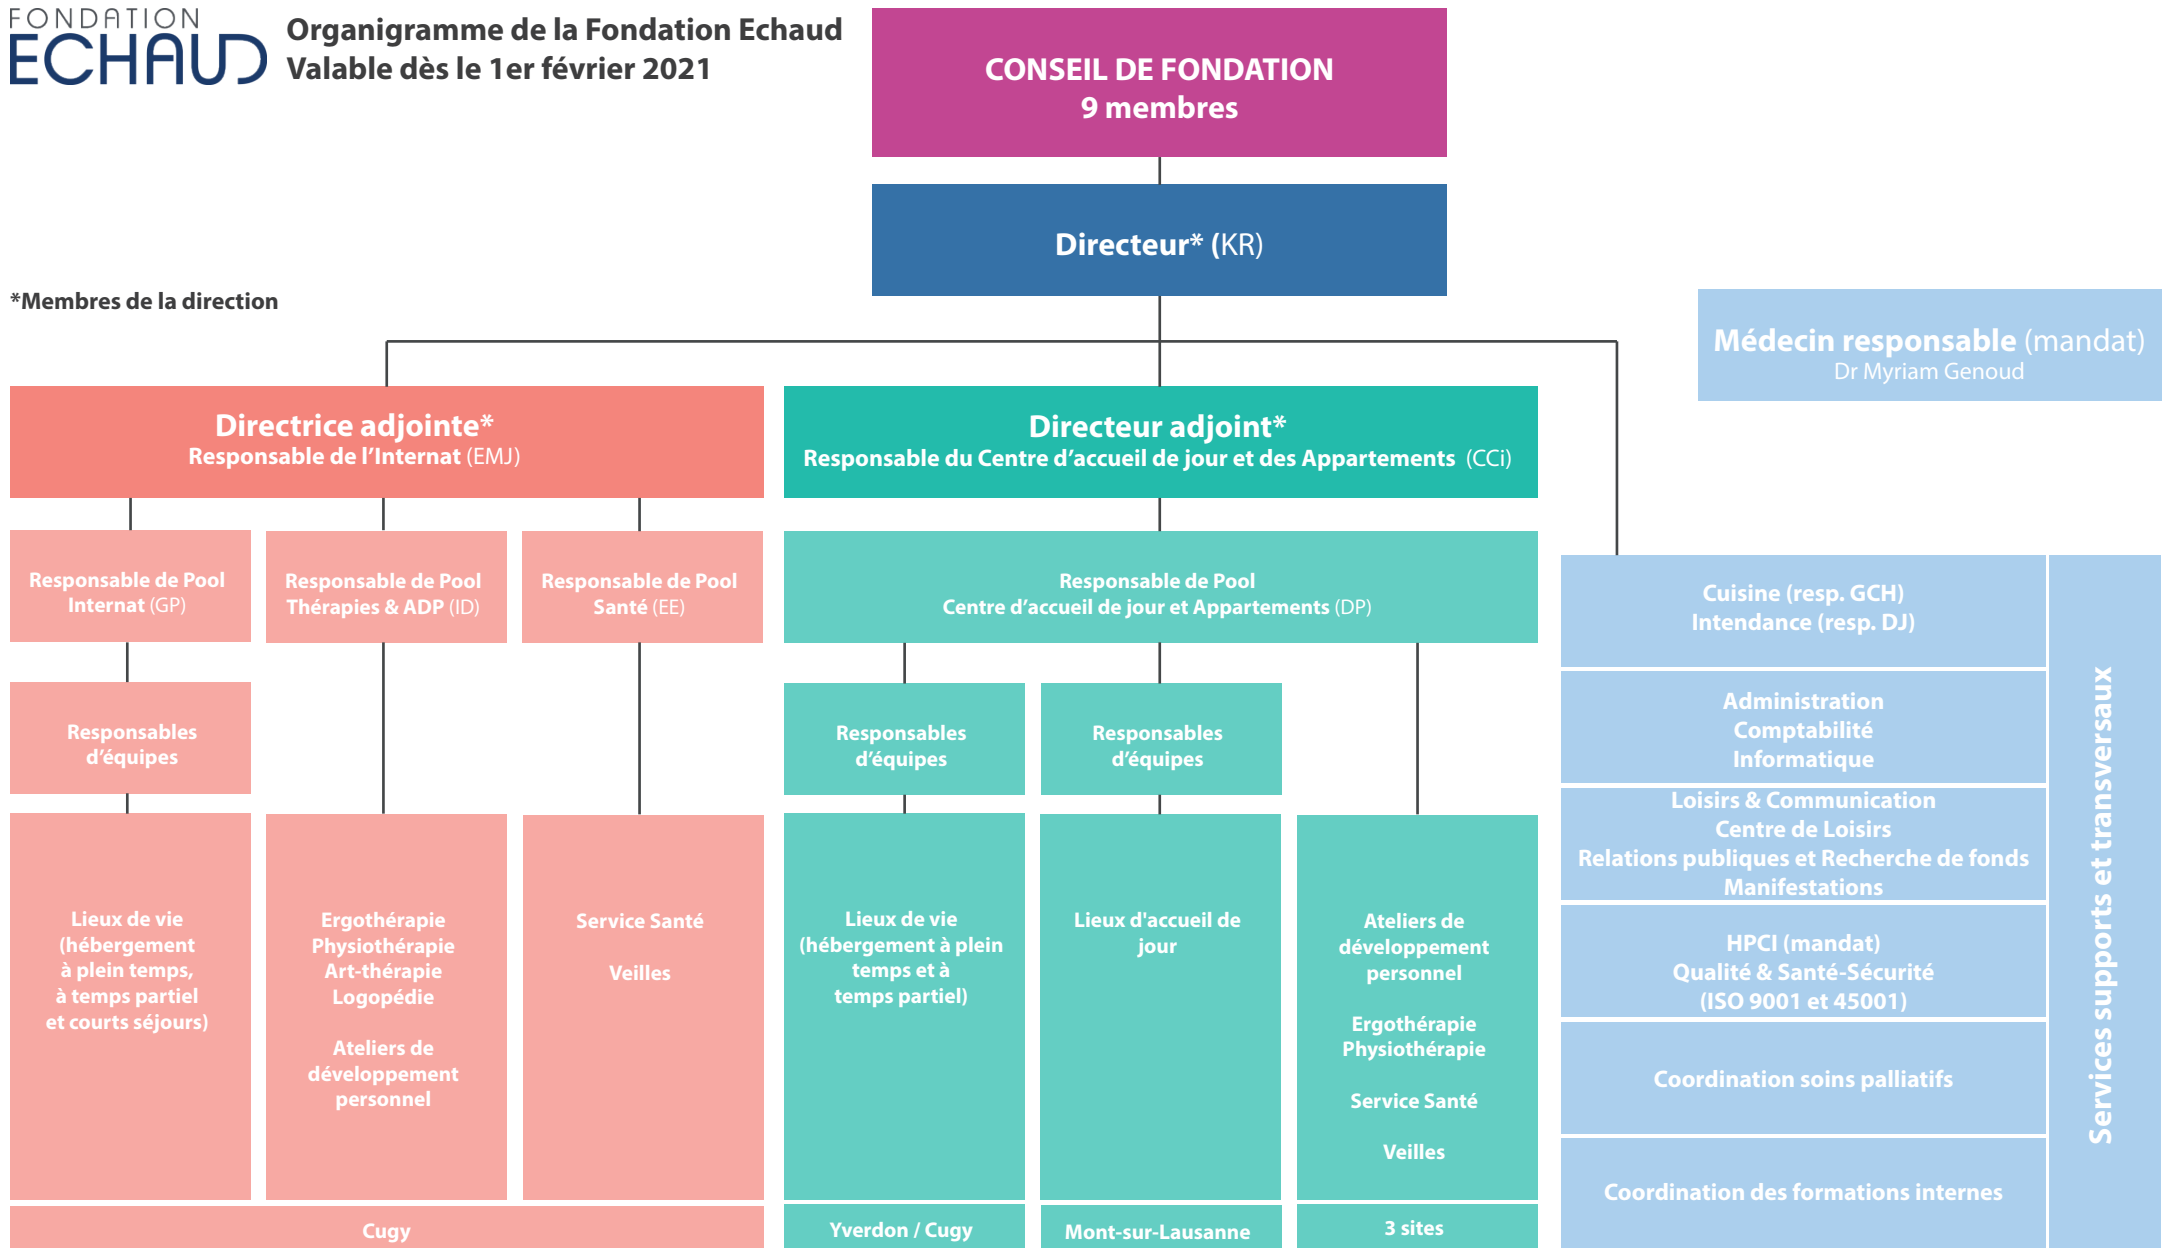 FONDATION
ECHAUD
Organigramme de la Fondation Echaud
Valable dès le 1er février 2021
CONSEIL DE FONDATION
9 membres
Directeur* (KR)
*Membres de la direction
Médecin responsable (mandat)
Dr Myriam Genoud
Directrice adjointe*
Responsable de l’Internat (EMJ)
Directeur adjoint*
Responsable du Centre d’accueil de jour et des Appartements (CCi)
Responsable de Pool
Internat (GP)
Responsable de Pool
Thérapies & ADP (ID)
Responsable de Pool
Santé (EE)
Responsable de Pool
Centre d’accueil de jour et Appartements (DP)
Responsables
d’équipes
Responsables
d’équipes
Responsables
d’équipes
Lieux de vie
(hébergement
à plein temps,
à temps partiel
et courts séjours)
Ergothérapie
Physiothérapie
Art-thérapie
Logopédie
Ateliers de
développement
personnel
Service Santé
Veilles
Lieux de vie
(hébergement à plein
temps et à
temps partiel)
Lieux d'accueil de
jour
Ateliers de
développement
personnel
Ergothérapie
Physiothérapie
Service Santé
Veilles
Cugy
Yverdon / Cugy
Mont-sur-Lausanne
3 sites
Cuisine (resp. GCH)
Intendance (resp. DJ)
Administration
Comptabilité
Informatique
Loisirs & Communication
Centre de Loisirs
Relations publiques et Recherche de fonds
Manifestations
HPCI (mandat)
Qualité & Santé-Sécurité
(ISO 9001 et 45001)
Coordination soins palliatifs
Coordination des formations internes
Services supports et transversaux